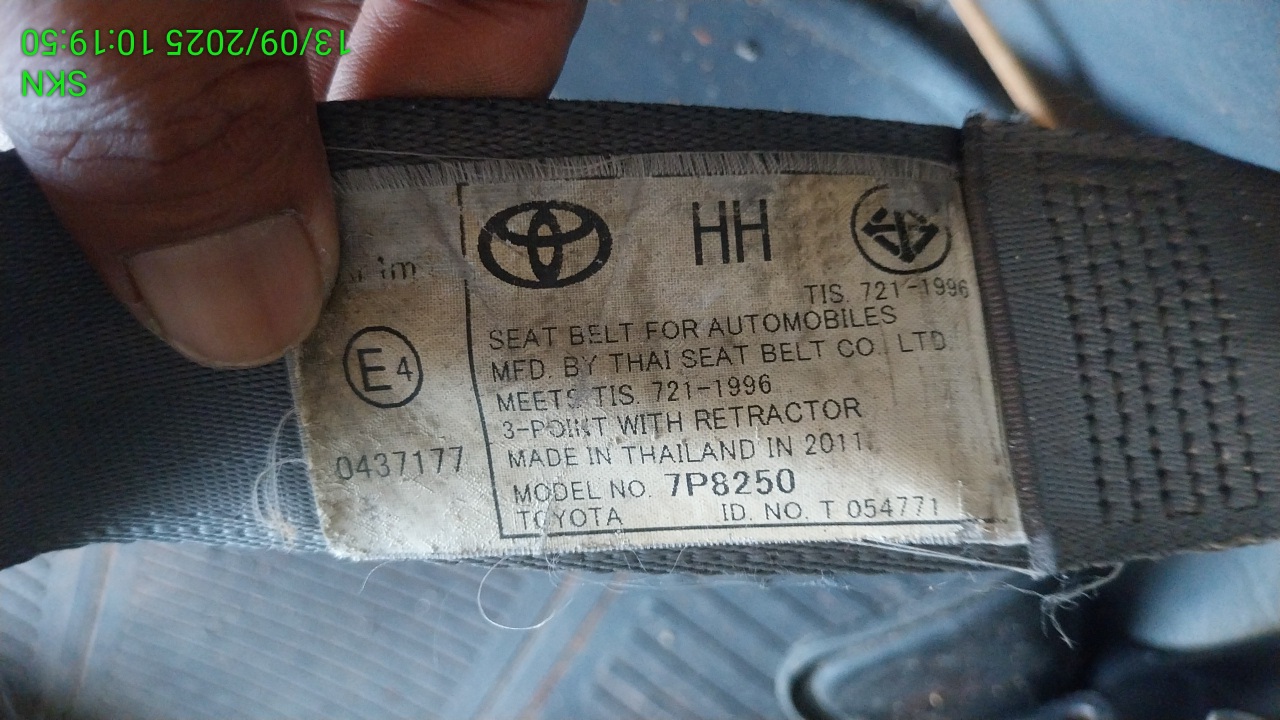 13/09/2025 10:19:50
SKN
HH
TIS. 721-1996
SEAT BELT FOR AUTOMOBILES
MFD. BY THAI SEAT BELT CO. LTD
MEETS TIS. 721-1996
3-POINT WITH RETRACTOR
MADE IN THAILAND IN 2011.
MODEL NO. 7P8250
TOYOTA ID. NO. T 054771
E4
0437177